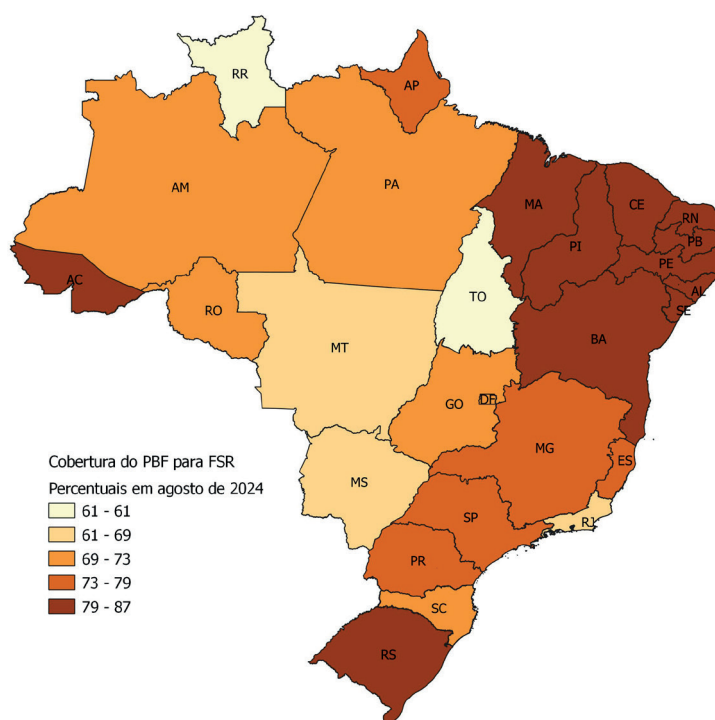 RR
AP
AM
PA
MA
CE
RN
PB
PI
PE
AC
AL
TO
SE
RO
BA
MT
GO
DF
MG
ES
MS
SP
RJ
PR
SC
RS
Cobertura do PBF para FSR
Percentuais em agosto de 2024
61 - 61
61 - 69
69 - 73
73 - 79
79 - 87